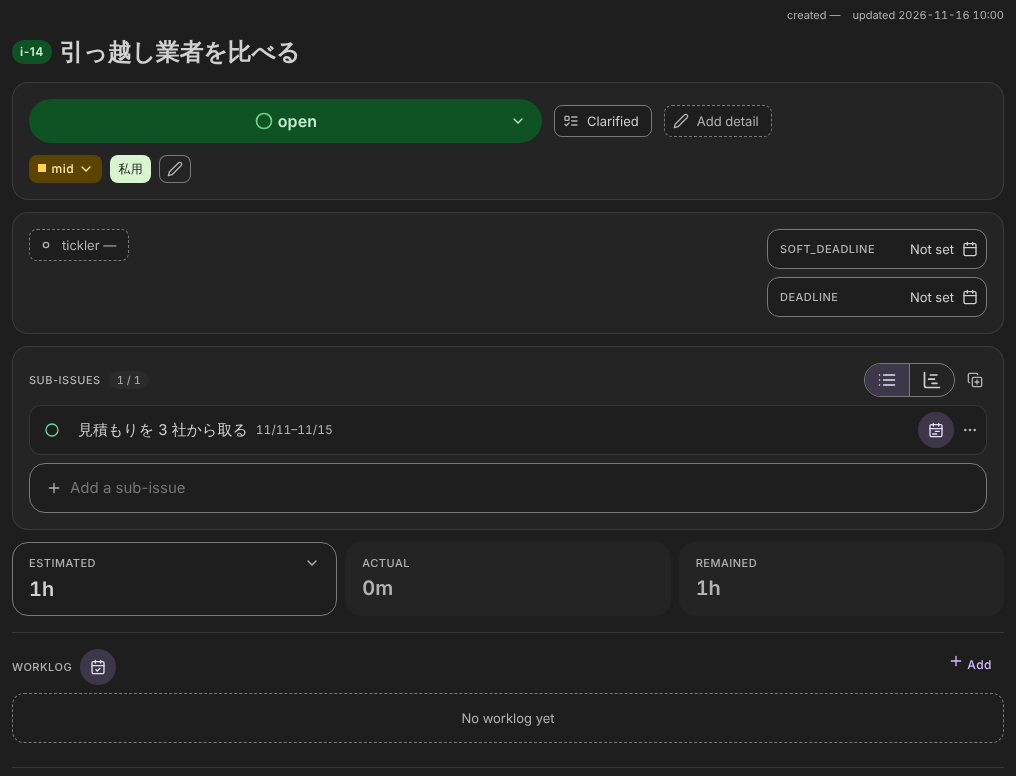 created — updated 2026-11-16 10:00
i-14 引っ越し業者を比べる
open
Clarified
Add detail
mid
私用
tickler —
SOFT_DEADLINE Not set
DEADLINE Not set
SUB-ISSUES 1 / 1
見積もりを 3 社から取る 11/11–11/15
Add a sub-issue
ESTIMATED
1h
ACTUAL
0m
REMAINED
1h
WORKLOG
Add
No worklog yet